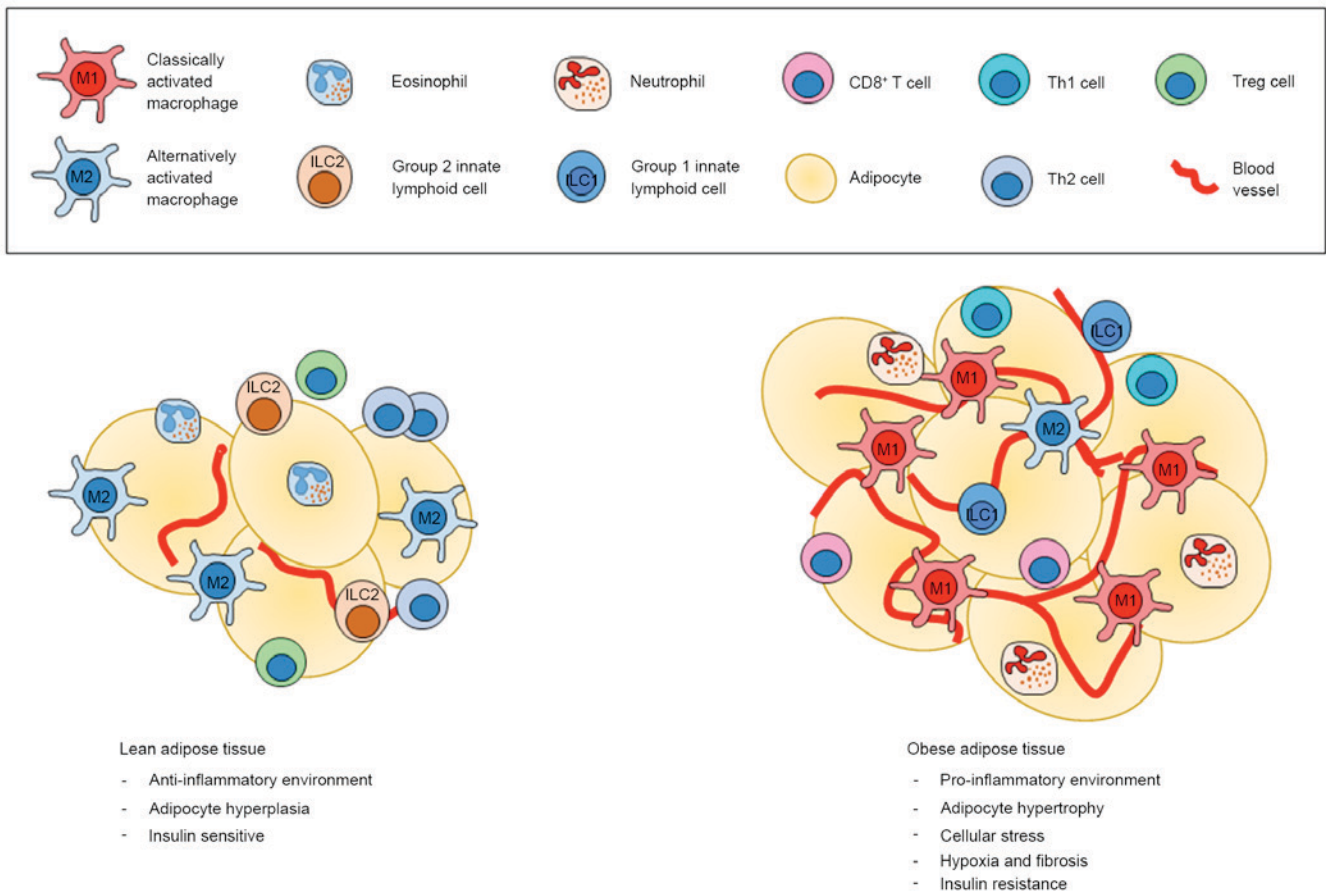 M1
Classically
activated
macrophage
Eosinophil
Neutrophil
CD8⁺ T cell
Th1 cell
Treg cell
M2
Alternatively
activated
macrophage
ILC2
Group 2 innate
lymphoid cell
ILC1
Group 1 innate
lymphoid cell
Adipocyte
Th2 cell
Blood
vessel
ILC2
M2
M2
M2
ILC2
ILC1
M1
M2
M1
M1
ILC1
M1
M1
Lean adipose tissue
- Anti-inflammatory environment
- Adipocyte hyperplasia
- Insulin sensitive
Obese adipose tissue
- Pro-inflammatory environment
- Adipocyte hypertrophy
- Cellular stress
- Hypoxia and fibrosis
- Insulin resistance